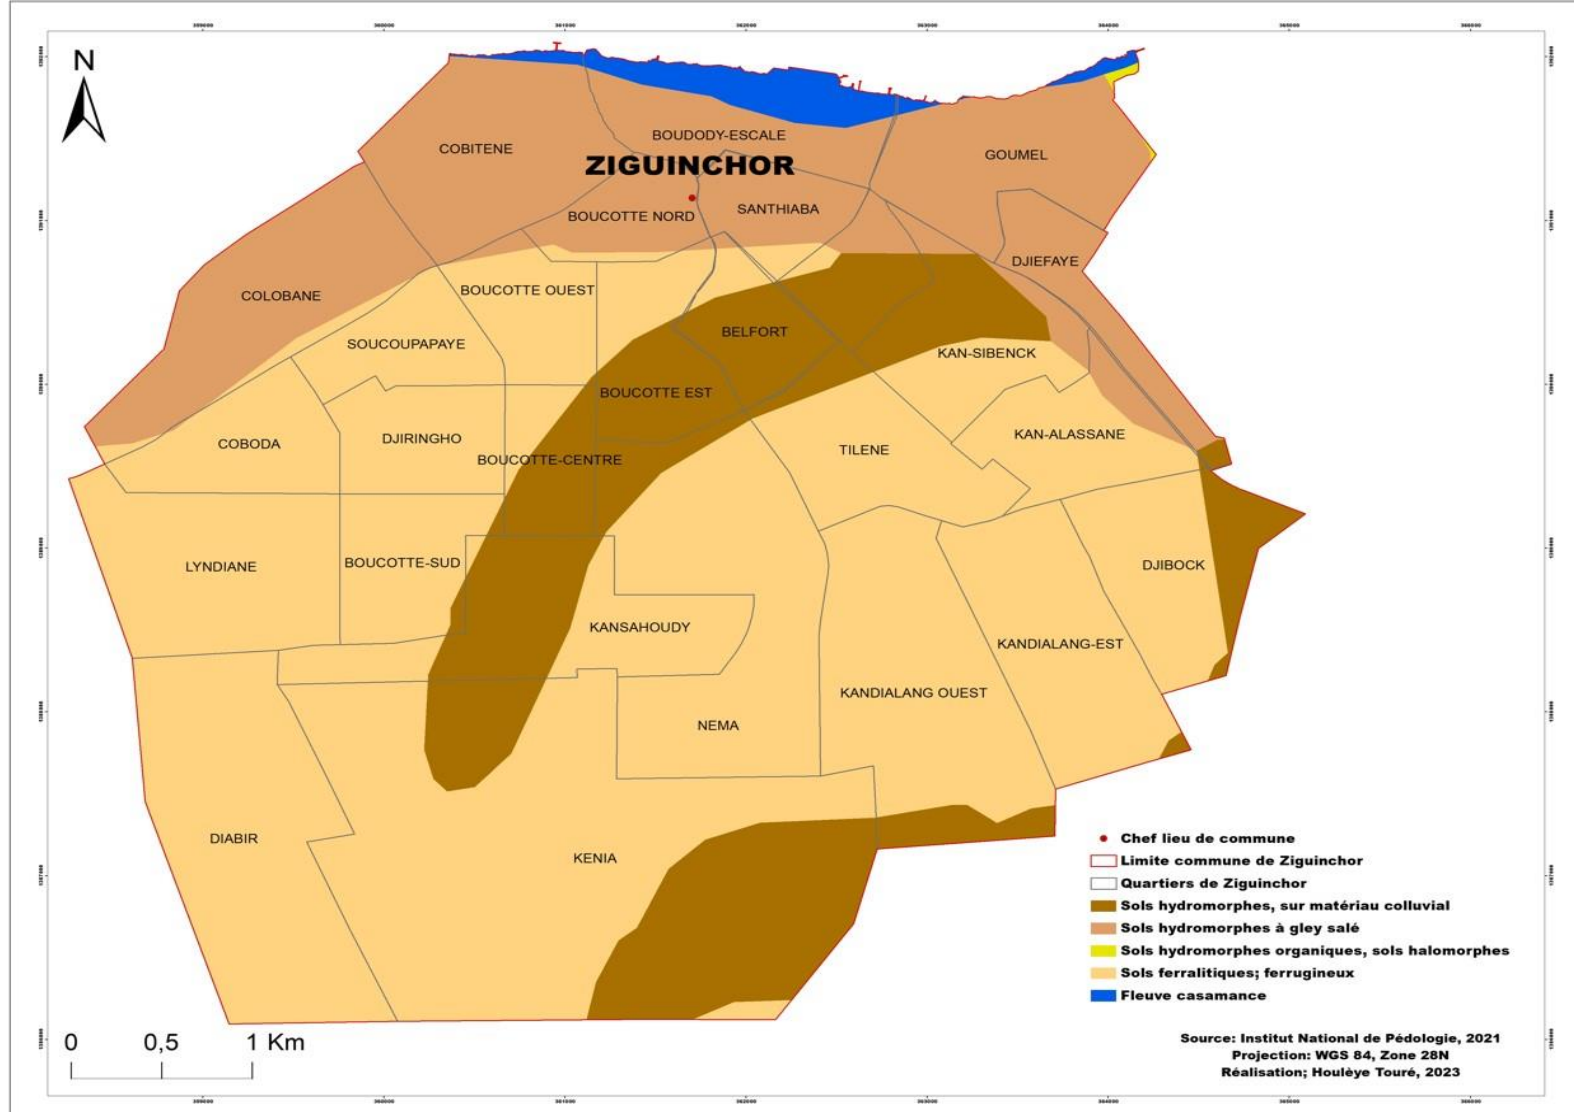 N
COBITENE
BOUDODY-ESCALE
GOUMEL
ZIGUINCHOR
BOUCOTTE NORD
SANTHIABA
DJIEFAYE
COLOBANE
BOUCOTTE OUEST
BELFORT
SOUCOUPAPAYE
KAN-SIBENCK
BOUCOTTE EST
COBODA
DJIRINGHO
BOUCOTTE-CENTRE
TILENE
KAN-ALASSANE
LYNDIANE
BOUCOTTE-SUD
DJIBOCK
KANSAHOUDY
KANDIALANG-EST
KANDIALANG OUEST
NEMA
DIABIR
KENIA
Chef lieu de commune
Limite commune de Ziguinchor
Quartiers de Ziguinchor
Sols hydromorphes, sur matériau colluvial
Sols hydromorphes à gley salé
Sols hydromorphes organiques, sols halomorphes
Sols ferralitiques; ferrugineux
Fleuve casamance
0 0,5 1 Km
Source: Institut National de Pédologie, 2021
Projection: WGS 84, Zone 28N
Réalisation; Houlèye Touré, 2023